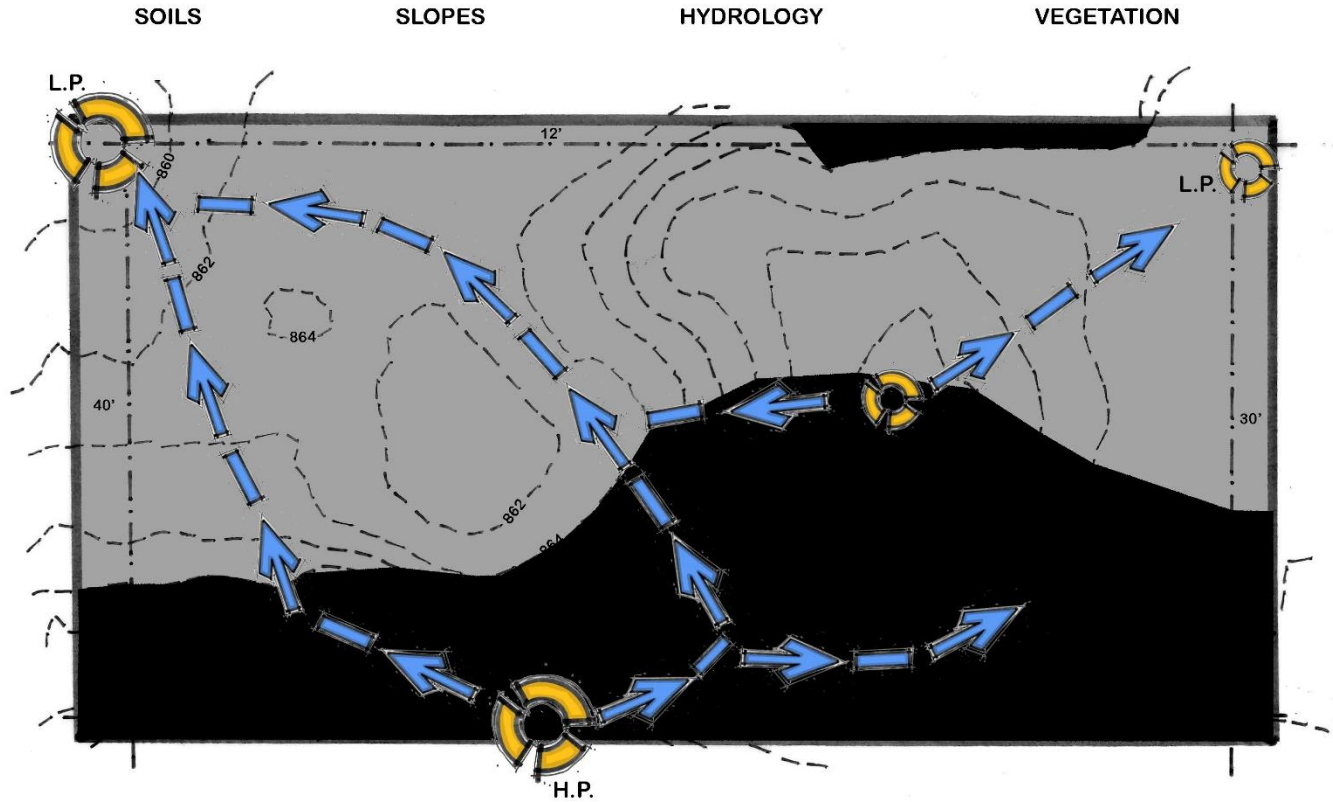 SOILS SLOPES HYDROLOGY VEGETATION
L.P.
12'
860
L.P.
862
864
40'
30'
862
864
H.P.